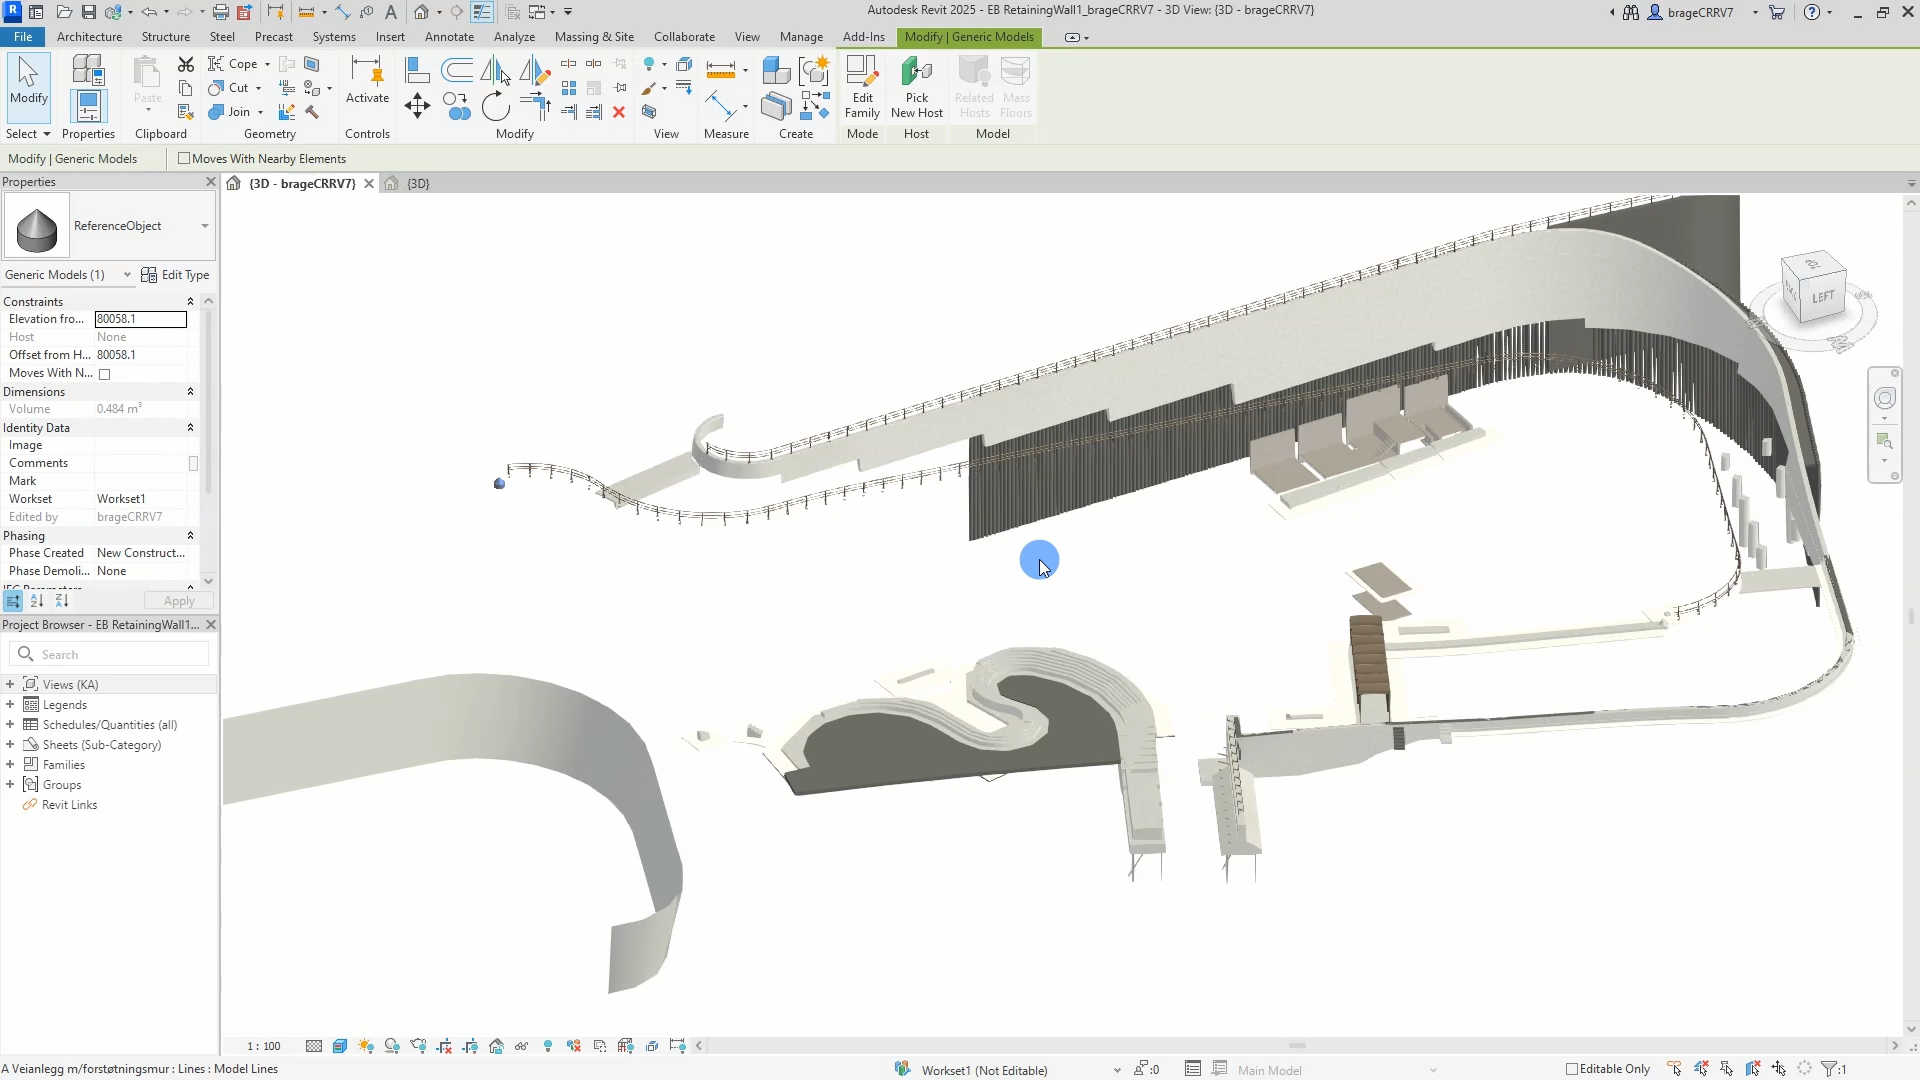 Autodesk Revit 2025 - EB RetainingWall1_brageCRRV7 - 3D View: {3D - brageCRRV7}
brageCRRV7
File Architecture Structure Steel Precast Systems Insert Annotate Analyze Massing & Site Collaborate View Manage Add-Ins Modify | Generic Models
Modify
Paste
Cope
Cut
Join
Activate
Edit Family
Pick New Host
Related Hosts
Mass Floors
Select Properties Clipboard Geometry Controls Modify View Measure Create Mode Host Model
Modify | Generic Models Moves With Nearby Elements
Properties
{3D - brageCRRV7} {3D}
ReferenceObject
Generic Models (1) Edit Type
Constraints
Elevation fro... 80058.1
Host None
Offset from H... 80058.1
Moves With N...
Dimensions
Volume 0.484 m³
Identity Data
Image
Comments
Mark
Workset Workset1
Edited by brageCRRV7
Phasing
Phase Created New Construct...
Phase Demoli... None
Apply
Project Browser - EB RetainingWall1...
Search
Views (KA)
Legends
Schedules/Quantities (all)
Sheets (Sub-Category)
Families
Groups
Revit Links
LEFT
TOP
1 : 100
A Veianlegg m/forstøtningsmur : Lines : Model Lines
Workset1 (Not Editable)
:0
Main Model
Editable Only
:1